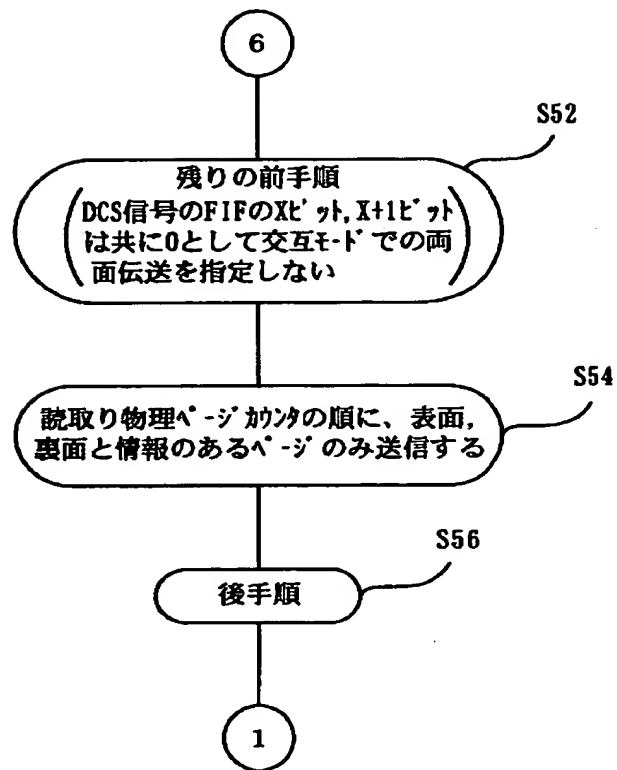 6
S52
残りの前手順
DCS信号のFIFのXビット,X+1ビット
は共に0として交互モードでの両
面伝送を指定しない
S54
読取り物理ページカウンタの順に、表面,
裏面と情報のあるページのみ送信する
S56
後手順
1